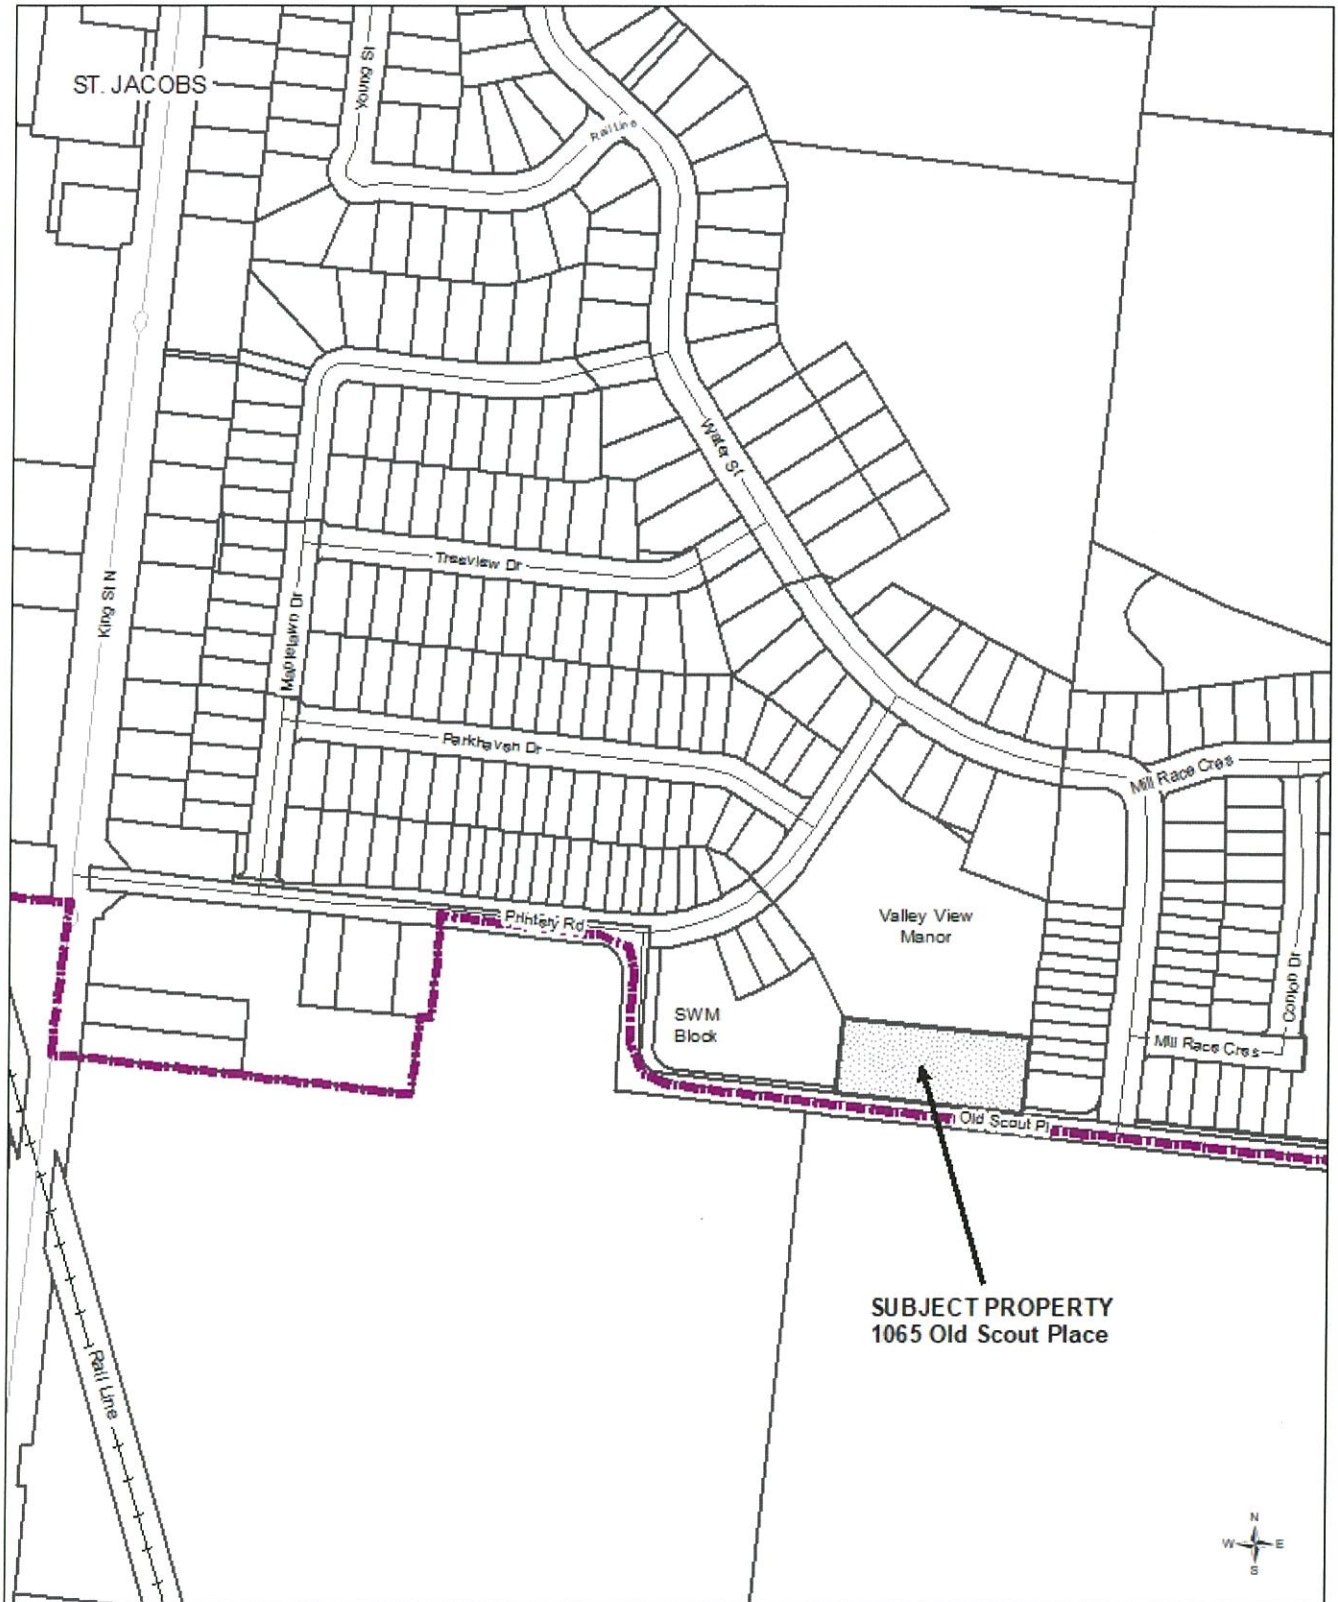 ST. JACOBS
Young St
Rail Line
Water St
King St N
Treeview Dr
Maplelawn Dr
Parkhaven Dr
Mill Race Cres
Printery Rd
Valley View
Manor
SWM
Block
Conlon Dr
Mill Race Cres
Old Scout Pl
SUBJECT PROPERTY
1065 Old Scout Place
Rail Line
N
W
E
S